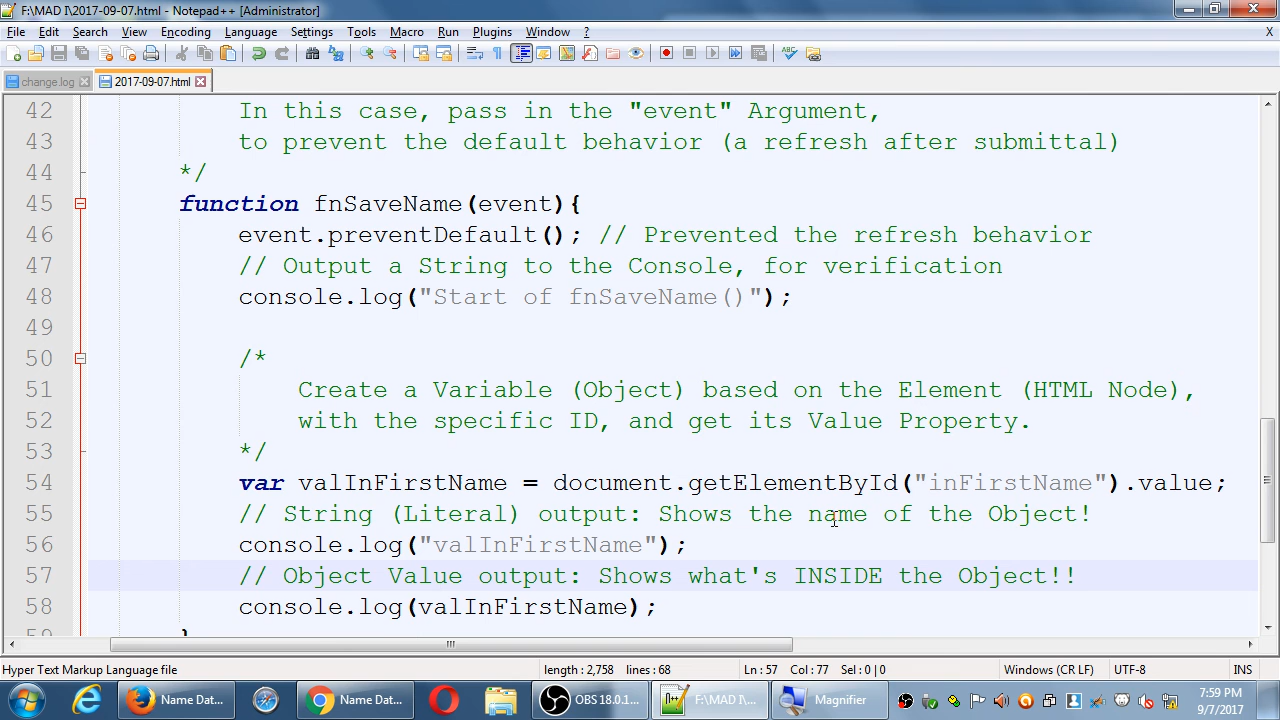 F:\MAD I\2017-09-07.html - Notepad++ [Administrator]
File Edit Search View Encoding Language Settings Tools Macro Run Plugins Window ? X
change.log 2017-09-07.html
42 In this case, pass in the "event" Argument,
43 to prevent the default behavior (a refresh after submittal)
44 */
45 function fnSaveName(event){
46 event.preventDefault(); // Prevented the refresh behavior
47 // Output a String to the Console, for verification
48 console.log("Start of fnSaveName()");
49
50 /*
51 Create a Variable (Object) based on the Element (HTML Node),
52 with the specific ID, and get its Value Property.
53 */
54 var valInFirstName = document.getElementById("inFirstName").value;
55 // String (Literal) output: Shows the name of the Object!
56 console.log("valInFirstName");
57 // Object Value output: Shows what's INSIDE the Object!!
58 console.log(valInFirstName);
59 }
Hyper Text Markup Language file length : 2,758 lines : 68 Ln : 57 Col : 77 Sel : 0 | 0 Windows (CR LF) UTF-8 INS
Name Dat... Name Dat... OBS 18.0.1... F:\MAD I\... Magnifier 7:59 PM
9/7/2017